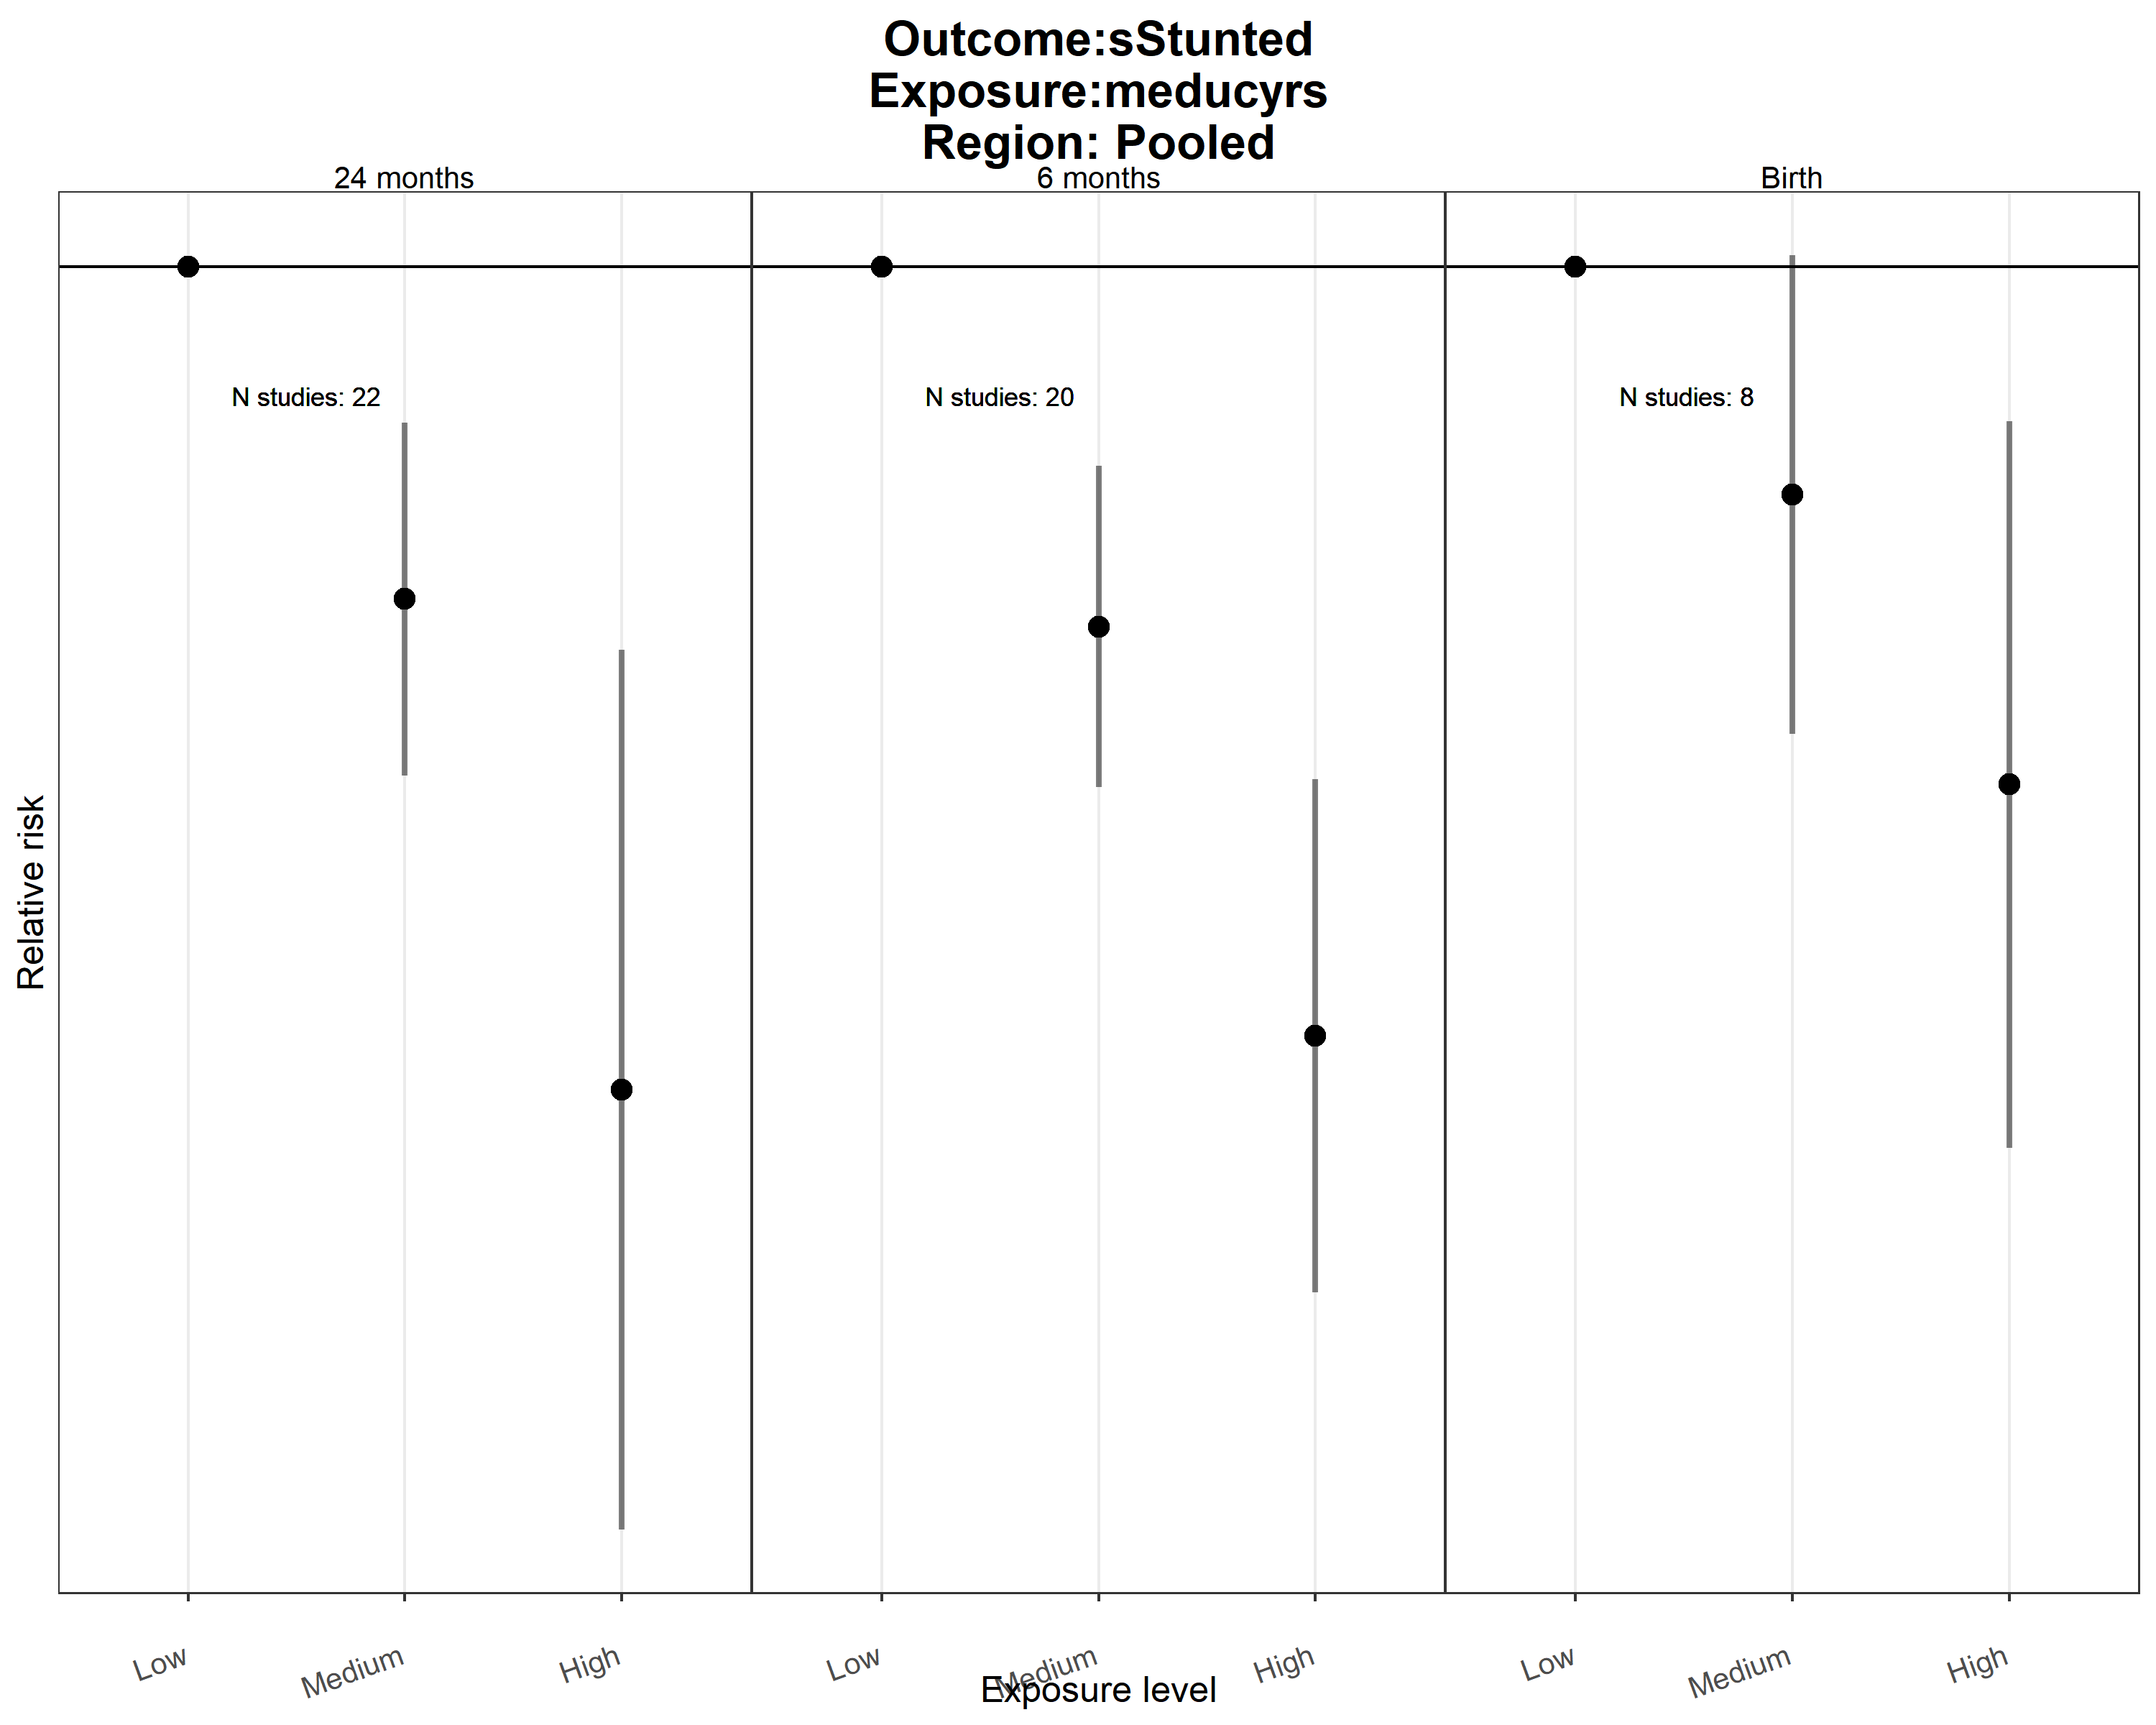 Outcome:sStunted
Exposure:meducyrs
Region: Pooled
24 months
6 months
Birth
N studies: 22
N studies: 20
N studies: 8
Relative risk
Low
Medium
High
Low
Medium
High
Low
Medium
High
Exposure level